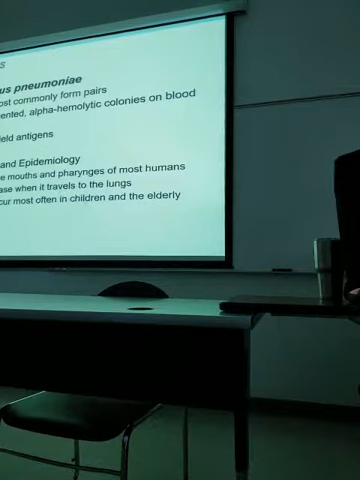 us pneumoniae
ost commonly form pairs
ented, alpha-hemolytic colonies on blood
ield antigens
and Epidemiology
e mouths and pharynges of most humans
ase when it travels to the lungs
cur most often in children and the elderly